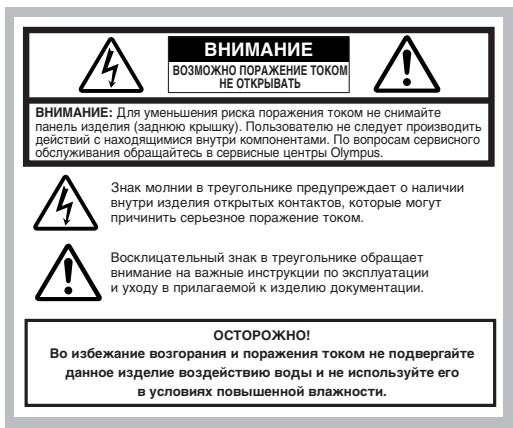 ВНИМАНИЕ
ВОЗМОЖНО ПОРАЖЕНИЕ ТОКОМ
НЕ ОТКРЫВАТЬ
ВНИМАНИЕ: Для уменьшения риска поражения током не снимайте
панель изделия (заднюю крышку). Пользователю не следует производить
действий с находящимися внутри компонентами. По вопросам сервисного
обслуживания обращайтесь в сервисные центры Olympus.
Знак молнии в треугольнике предупреждает о наличии
внутри изделия открытых контактов, которые могут
причинить серьезное поражение током.
Восклицательный знак в треугольнике обращает
внимание на важные инструкции по эксплуатации
и уходу в прилагаемой к изделию документации.
ОСТОРОЖНО!
Во избежание возгорания и поражения током не подвергайте
данное изделие воздействию воды и не используйте его
в условиях повышенной влажности.